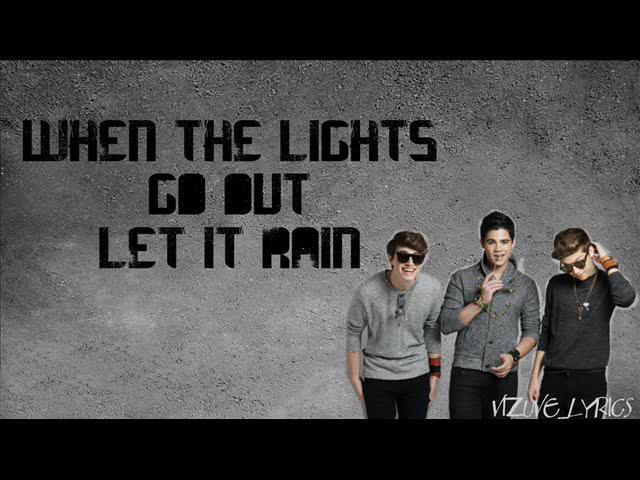 WHEN THE LIGHTS
GO OUT
LET IT RAIN
VIZUVE_LYRICS